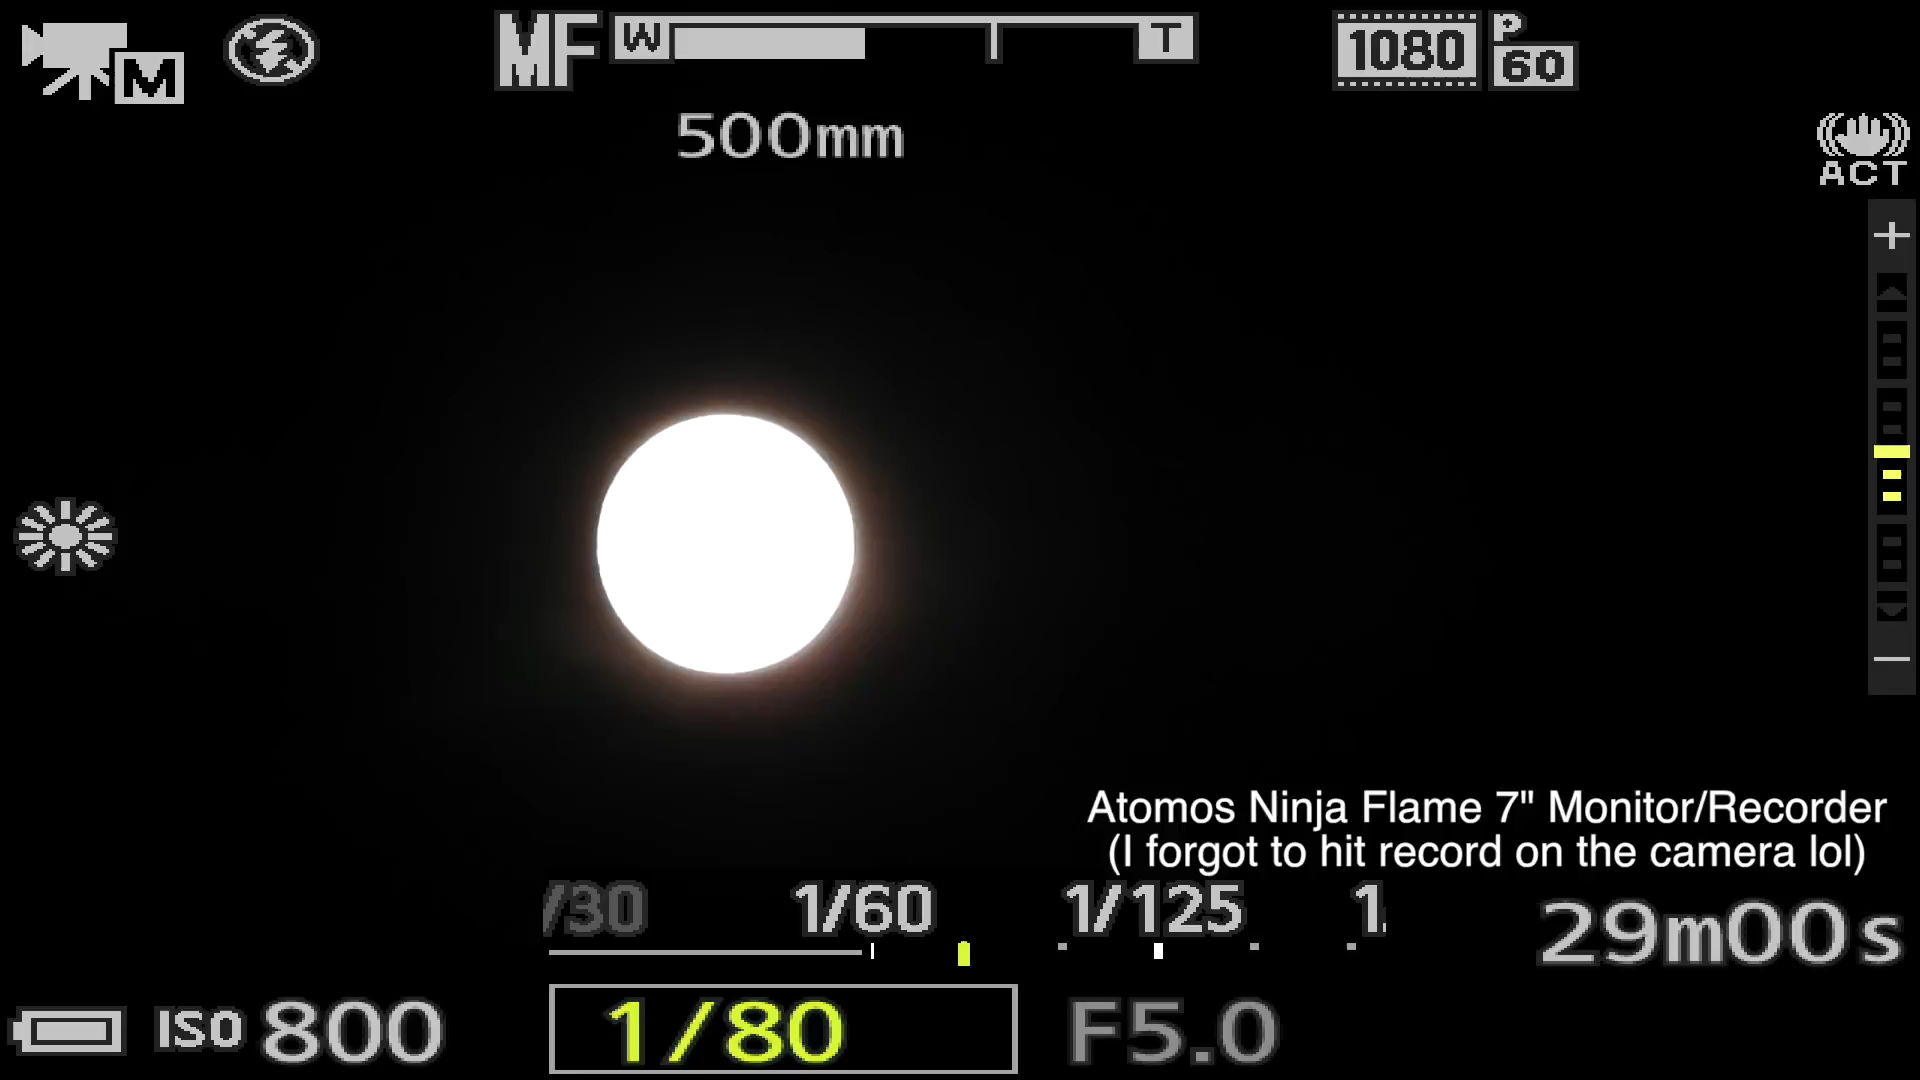 M
MF W T
1080 P 60
500mm
ACT
+
−
Atomos Ninja Flame 7" Monitor/Recorder
(I forgot to hit record on the camera lol)
/30 1/60 1/125 1
29m00s
ISO 800 1/80 F5.0